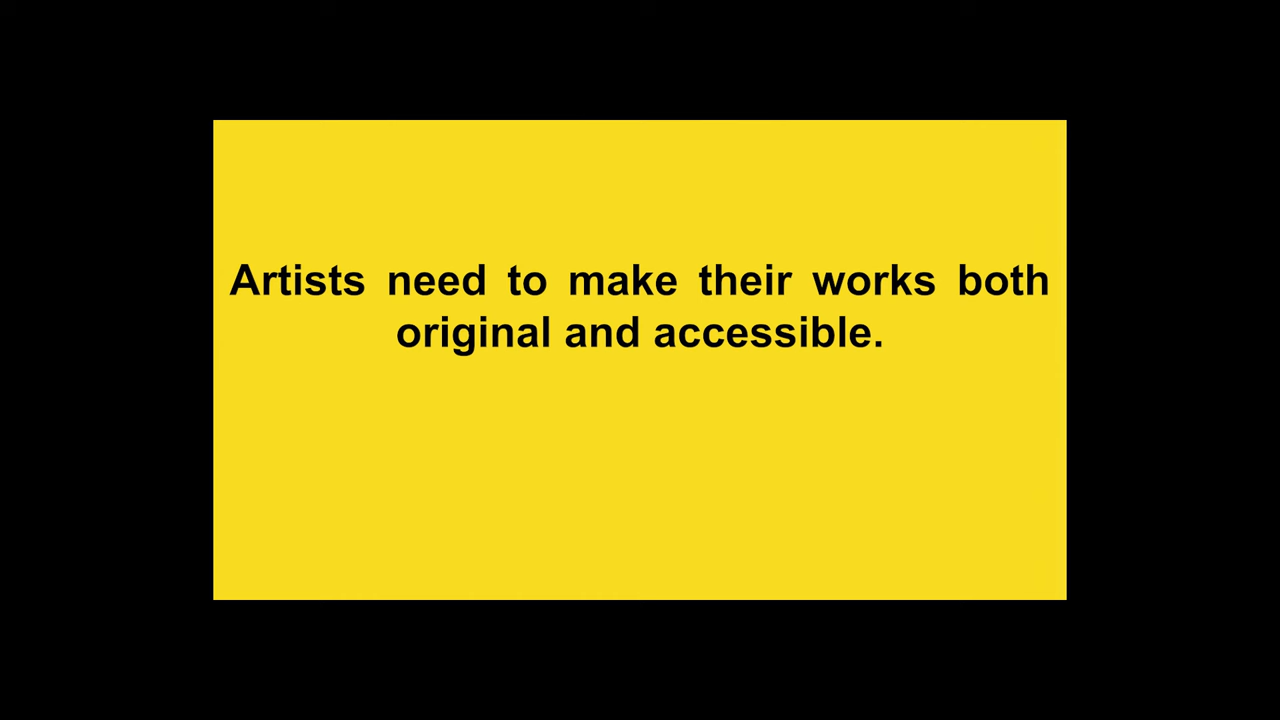 Artists need to make their works both
original and accessible.